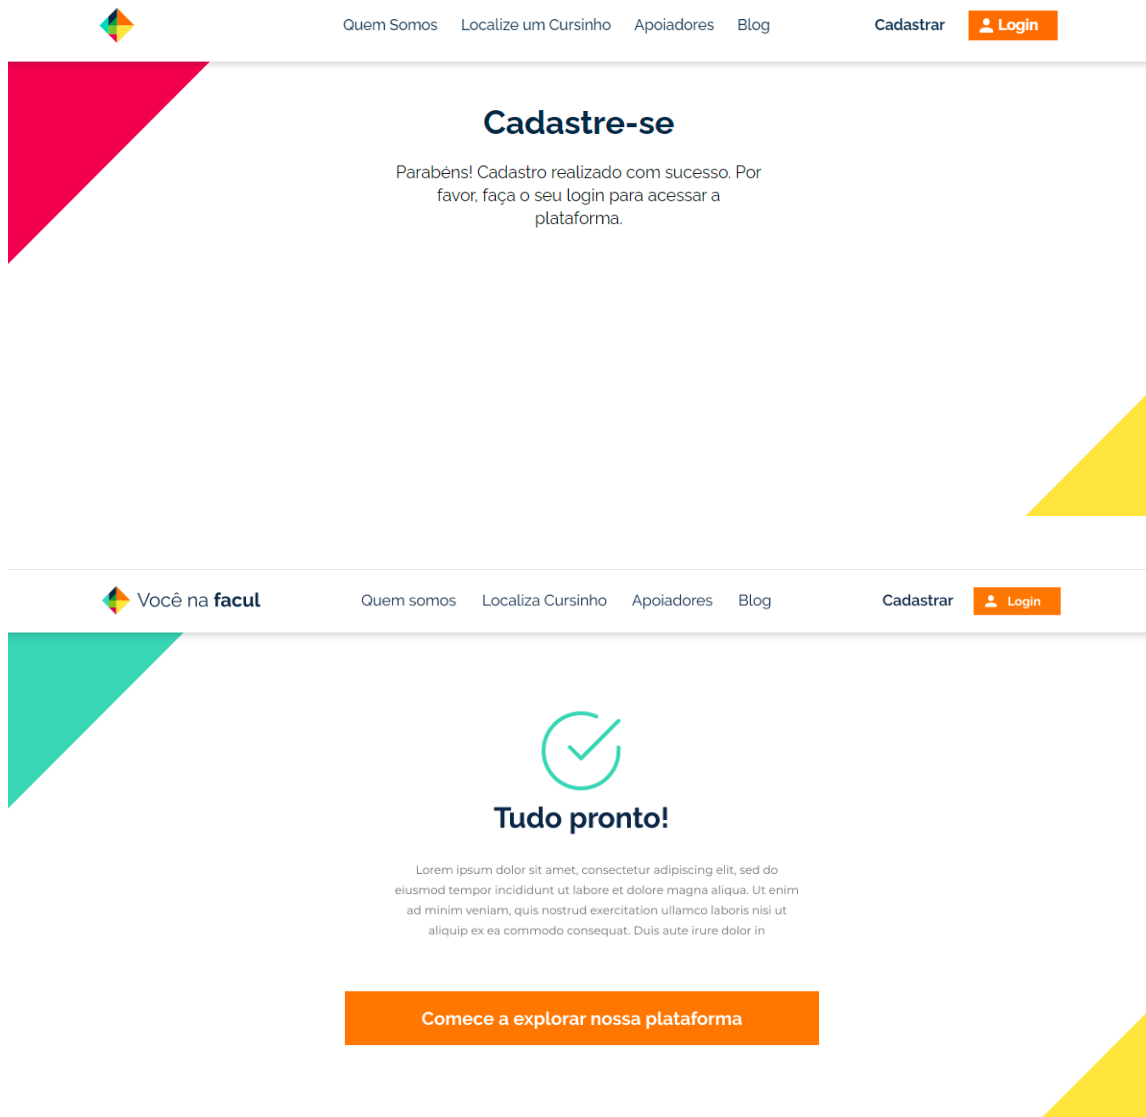 Quem Somos Localize um Cursinho Apoiadores Blog Cadastrar Login
Cadastre-se
Parabéns! Cadastro realizado com sucesso. Por
favor, faça o seu login para acessar a
plataforma.
Você na facul Quem somos Localiza Cursinho Apoiadores Blog Cadastrar Login
Tudo pronto!
Lorem ipsum dolor sit amet, consectetur adipiscing elit, sed do
eiusmod tempor incididunt ut labore et dolore magna aliqua. Ut enim
ad minim veniam, quis nostrud exercitation ullamco laboris nisi ut
aliquip ex ea commodo consequat. Duis aute irure dolor in
Comece a explorar nossa plataforma